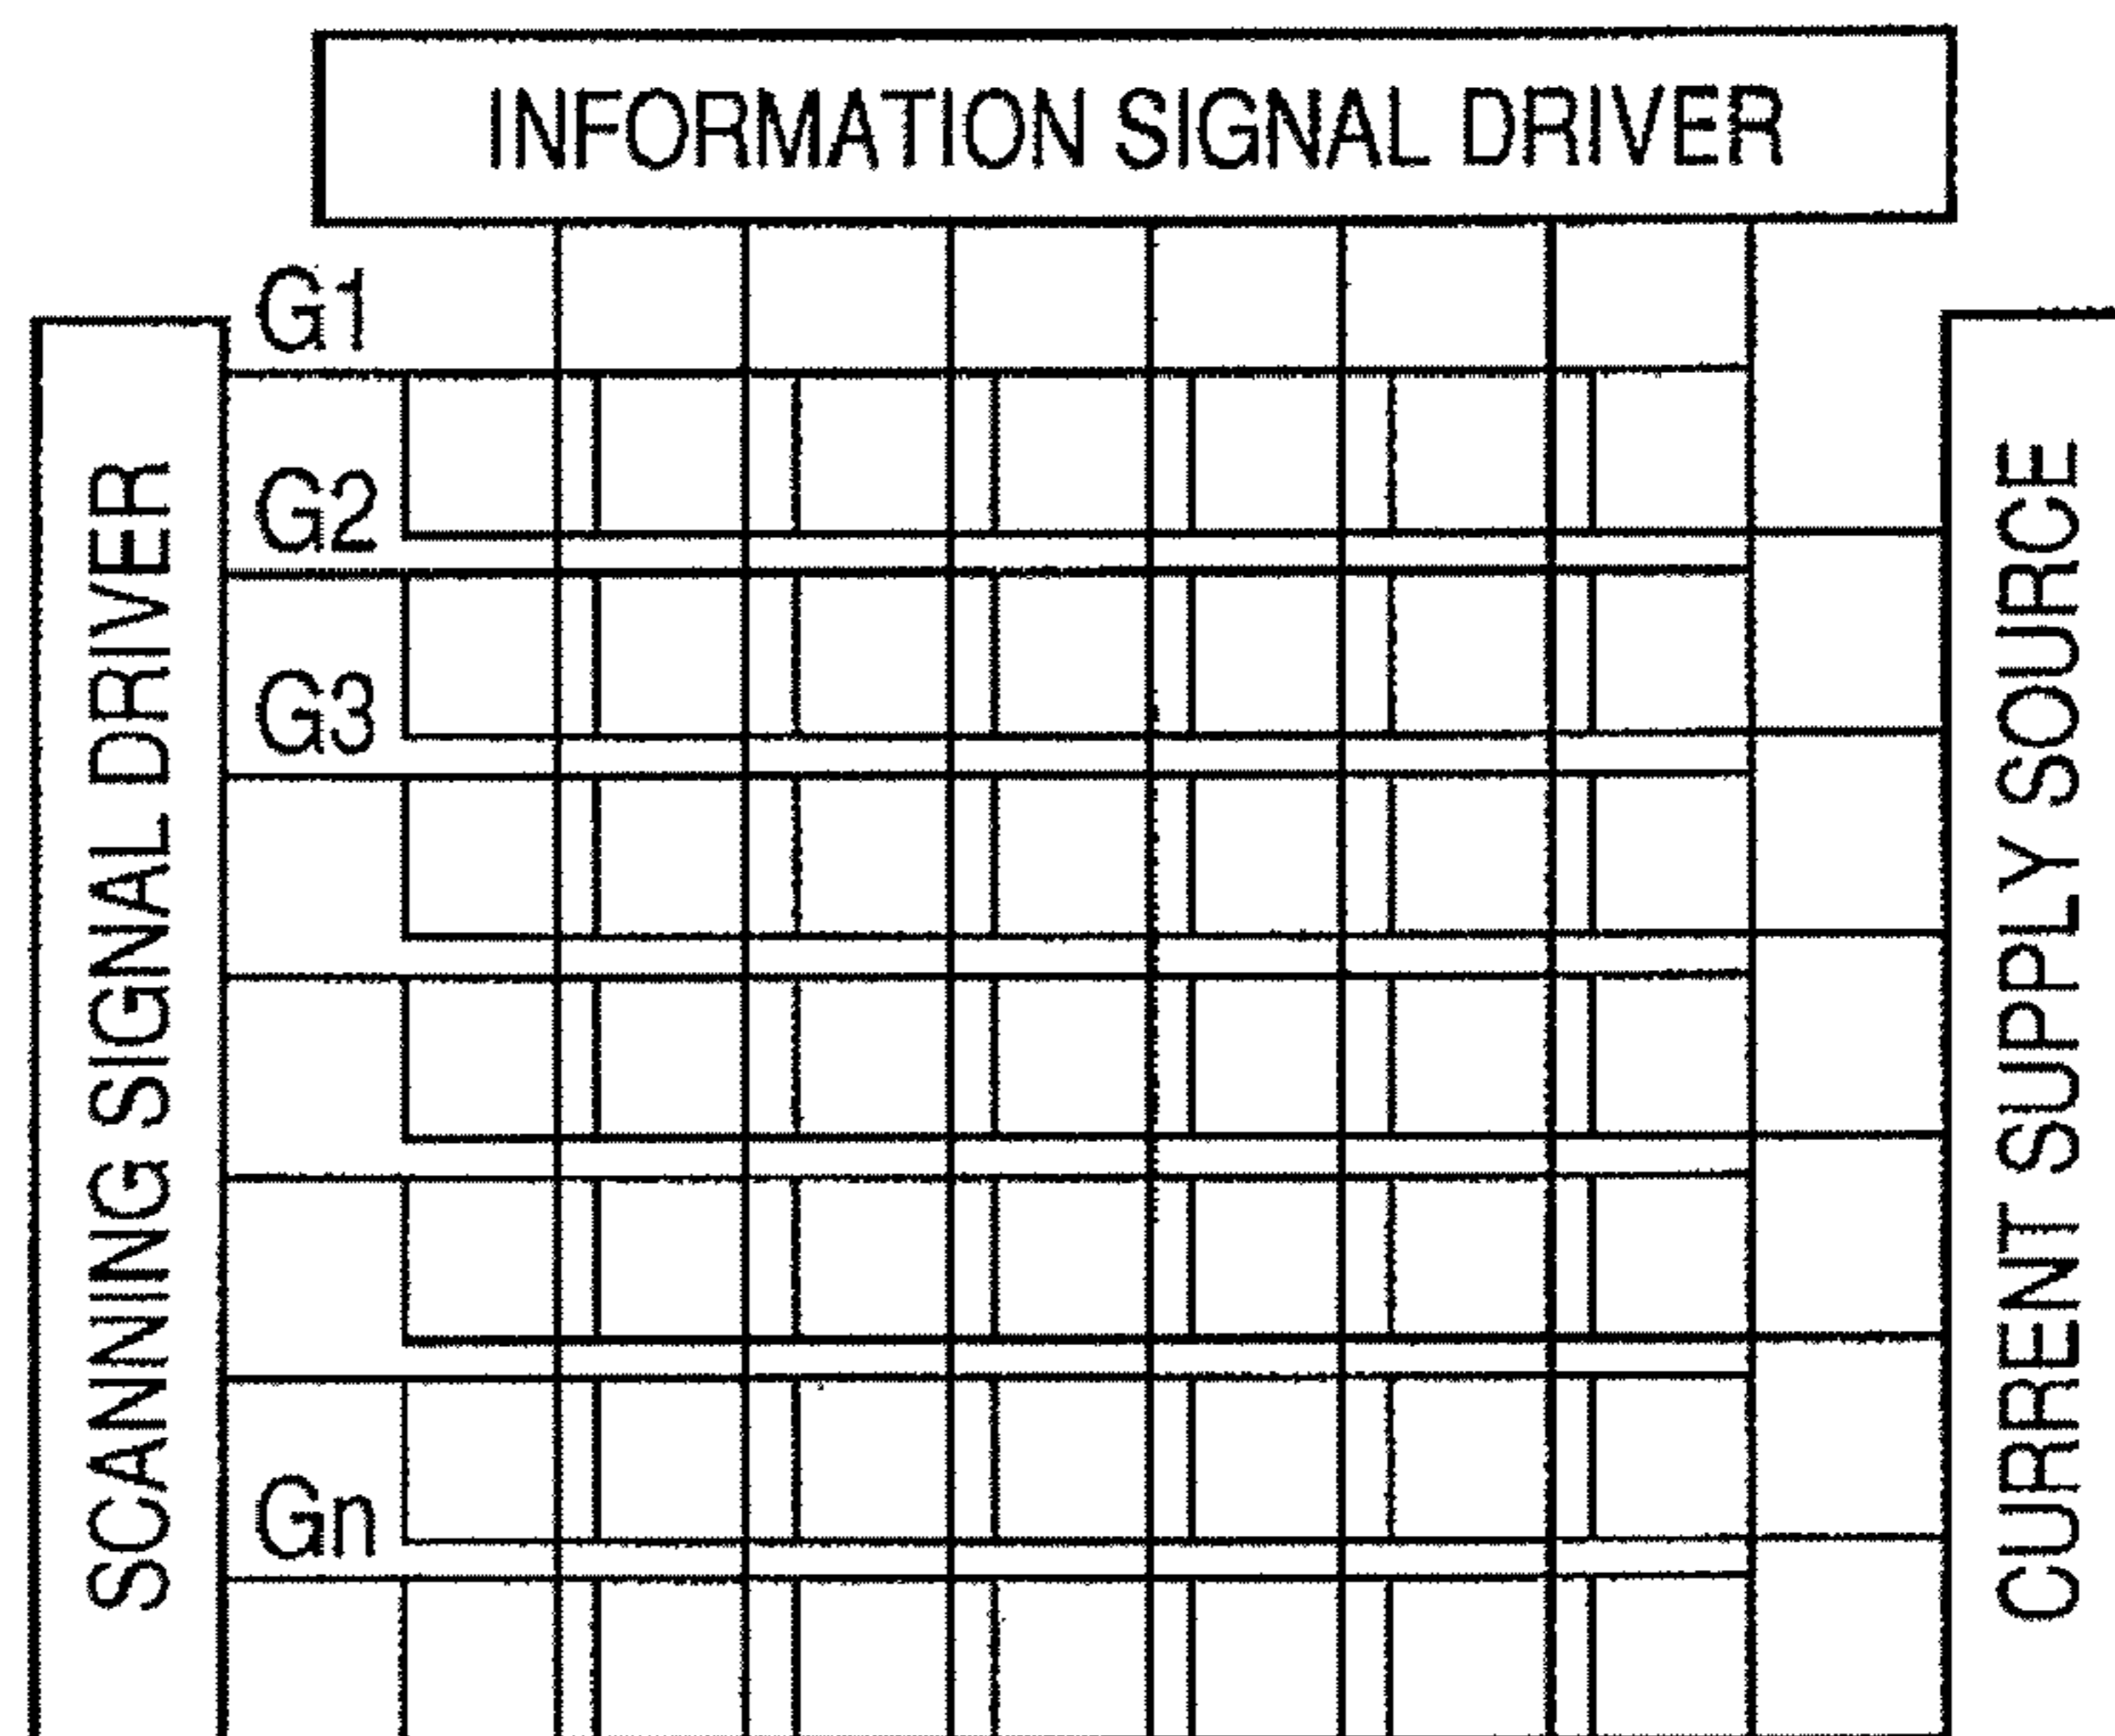 INFORMATION SIGNAL DRIVER
G1
G2
G3
Gn
SCANNING SIGNAL DRIVER
CURRENT SUPPLY SOURCE